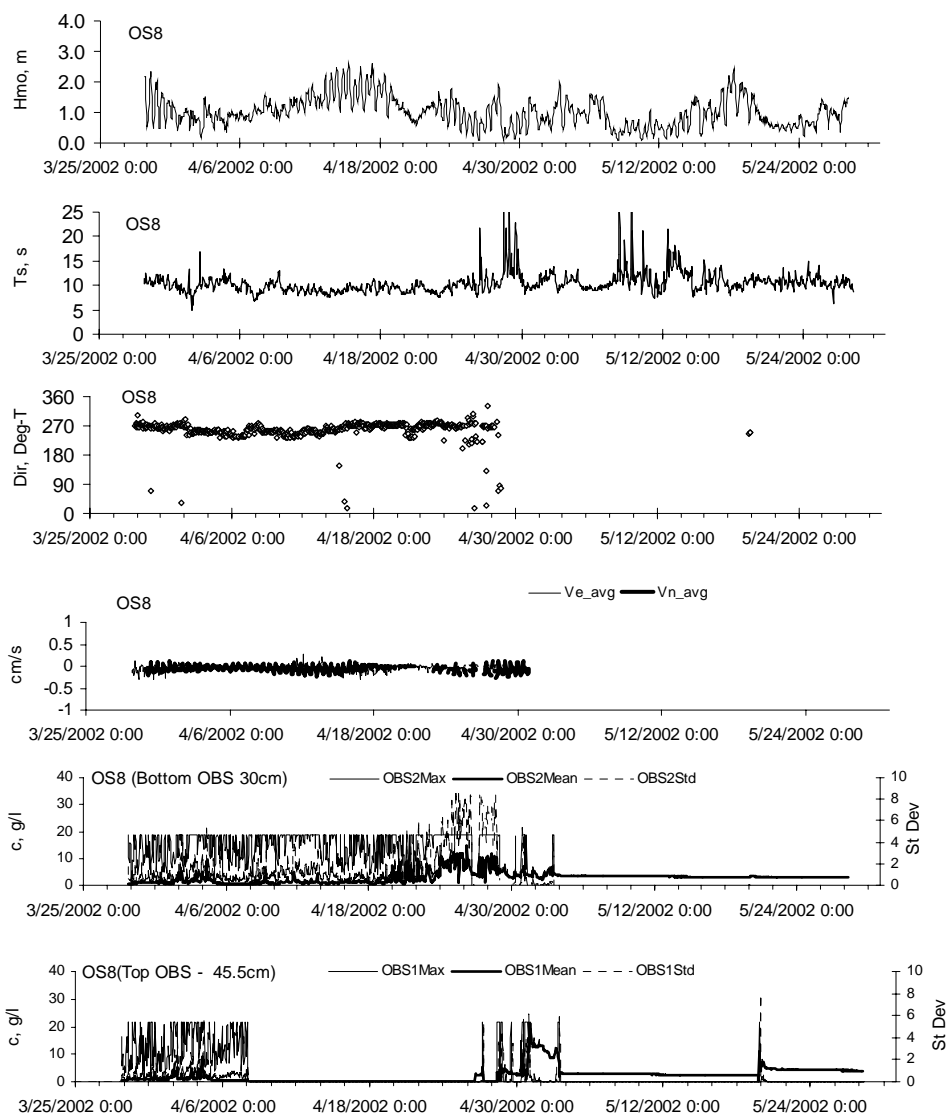 OS8
Hmo, m
4.0
3.0
2.0
1.0
0.0
3/25/2002 0:00 4/6/2002 0:00 4/18/2002 0:00 4/30/2002 0:00 5/12/2002 0:00 5/24/2002 0:00
OS8
Ts, s
25
20
15
10
5
0
3/25/2002 0:00 4/6/2002 0:00 4/18/2002 0:00 4/30/2002 0:00 5/12/2002 0:00 5/24/2002 0:00
OS8
Dir, Deg-T
360
270
180
90
0
3/25/2002 0:00 4/6/2002 0:00 4/18/2002 0:00 4/30/2002 0:00 5/12/2002 0:00 5/24/2002 0:00
Ve_avg Vn_avg
OS8
cm/s
1
0.5
0
-0.5
-1
3/25/2002 0:00 4/6/2002 0:00 4/18/2002 0:00 4/30/2002 0:00 5/12/2002 0:00 5/24/2002 0:00
OS8 (Bottom OBS 30cm) OBS2Max OBS2Mean OBS2Std
c, g/l
40
30
20
10
0
10
8
6
4
2
0
St Dev
3/25/2002 0:00 4/6/2002 0:00 4/18/2002 0:00 4/30/2002 0:00 5/12/2002 0:00 5/24/2002 0:00
OS8(Top OBS - 45.5cm) OBS1Max OBS1Mean OBS1Std
c, g/l
40
30
20
10
0
10
8
6
4
2
0
St Dev
3/25/2002 0:00 4/6/2002 0:00 4/18/2002 0:00 4/30/2002 0:00 5/12/2002 0:00 5/24/2002 0:00